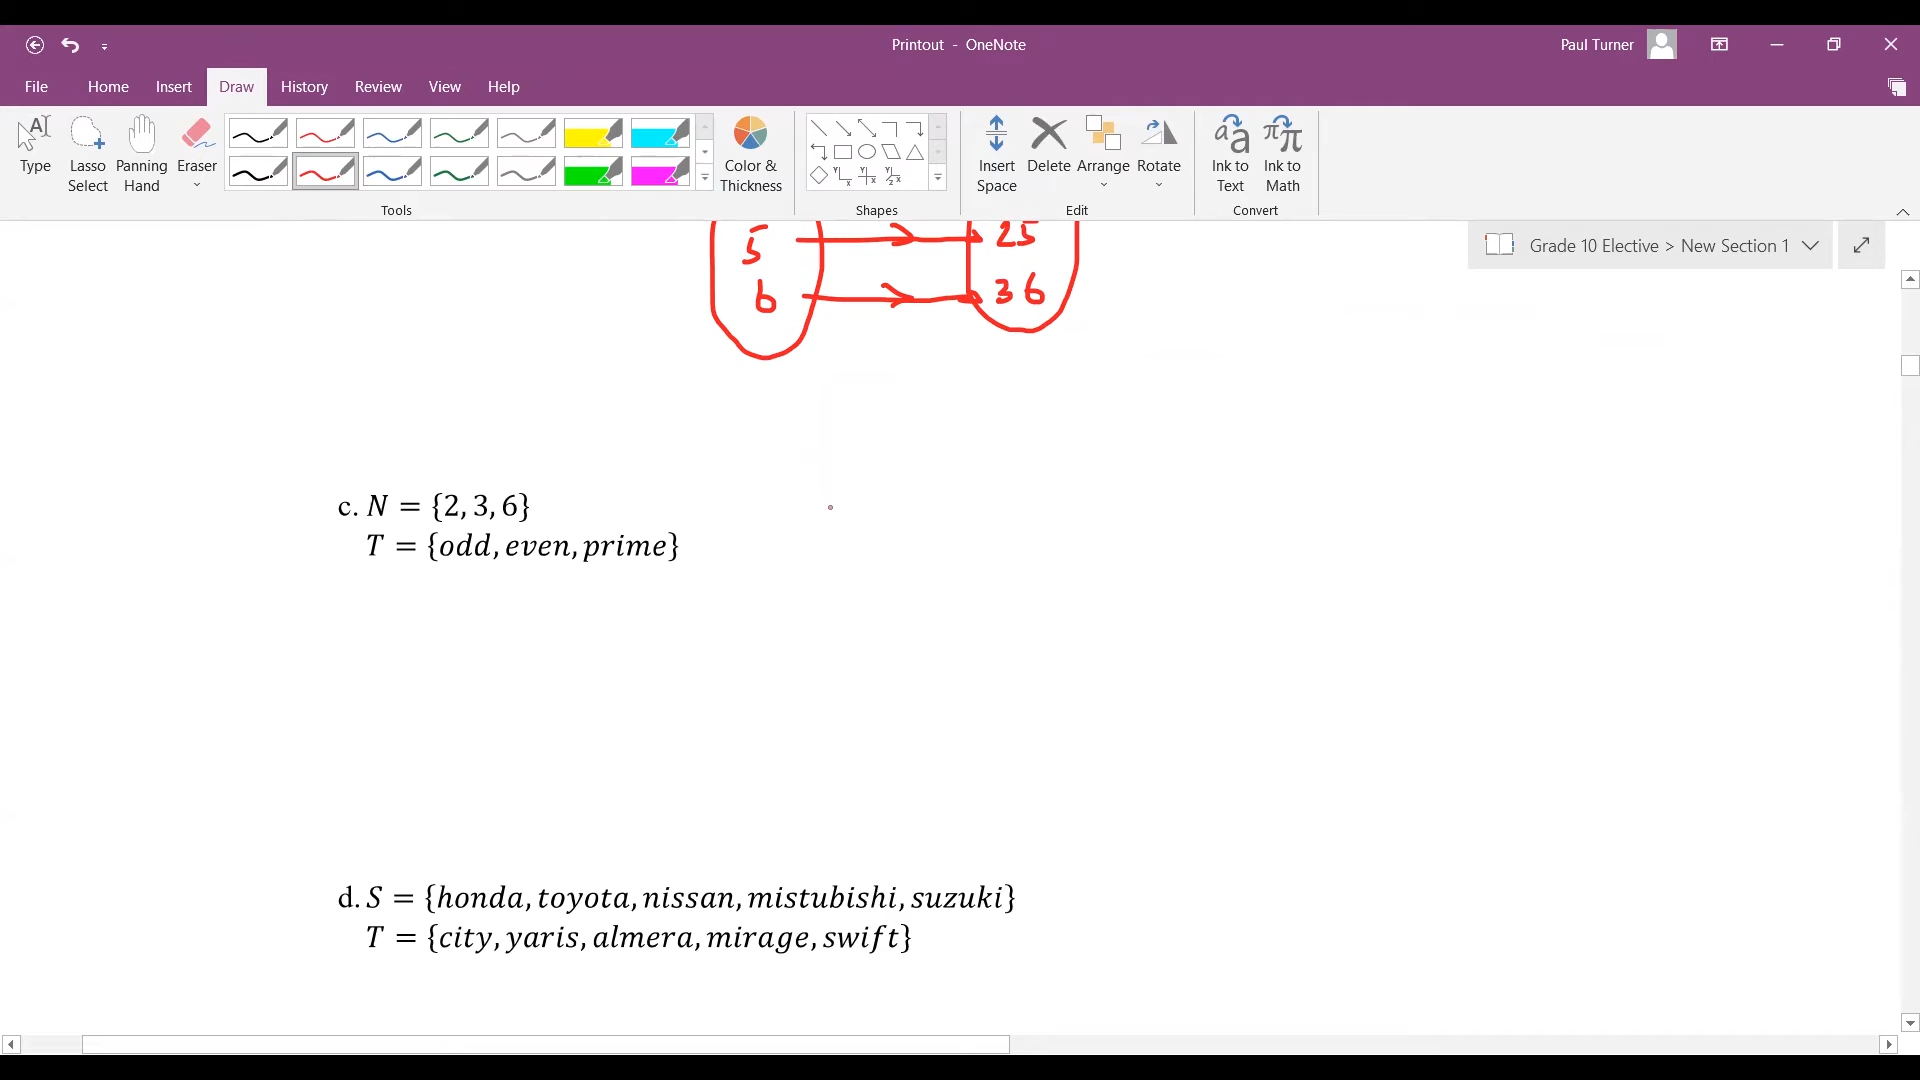 Printout - OneNote
Paul Turner
File Home Insert Draw History Review View Help
Type
Lasso Select
Panning Hand
Eraser
Color & Thickness
Insert Space
Delete
Arrange
Rotate
Ink to Text
Ink to Math
Tools Shapes Edit Convert
Grade 10 Elective > New Section 1
5 25
6 36
c. N = {2, 3, 6}
T = {odd, even, prime}
d. S = {honda, toyota, nissan, mistubishi, suzuki}
T = {city, yaris, almera, mirage, swift}